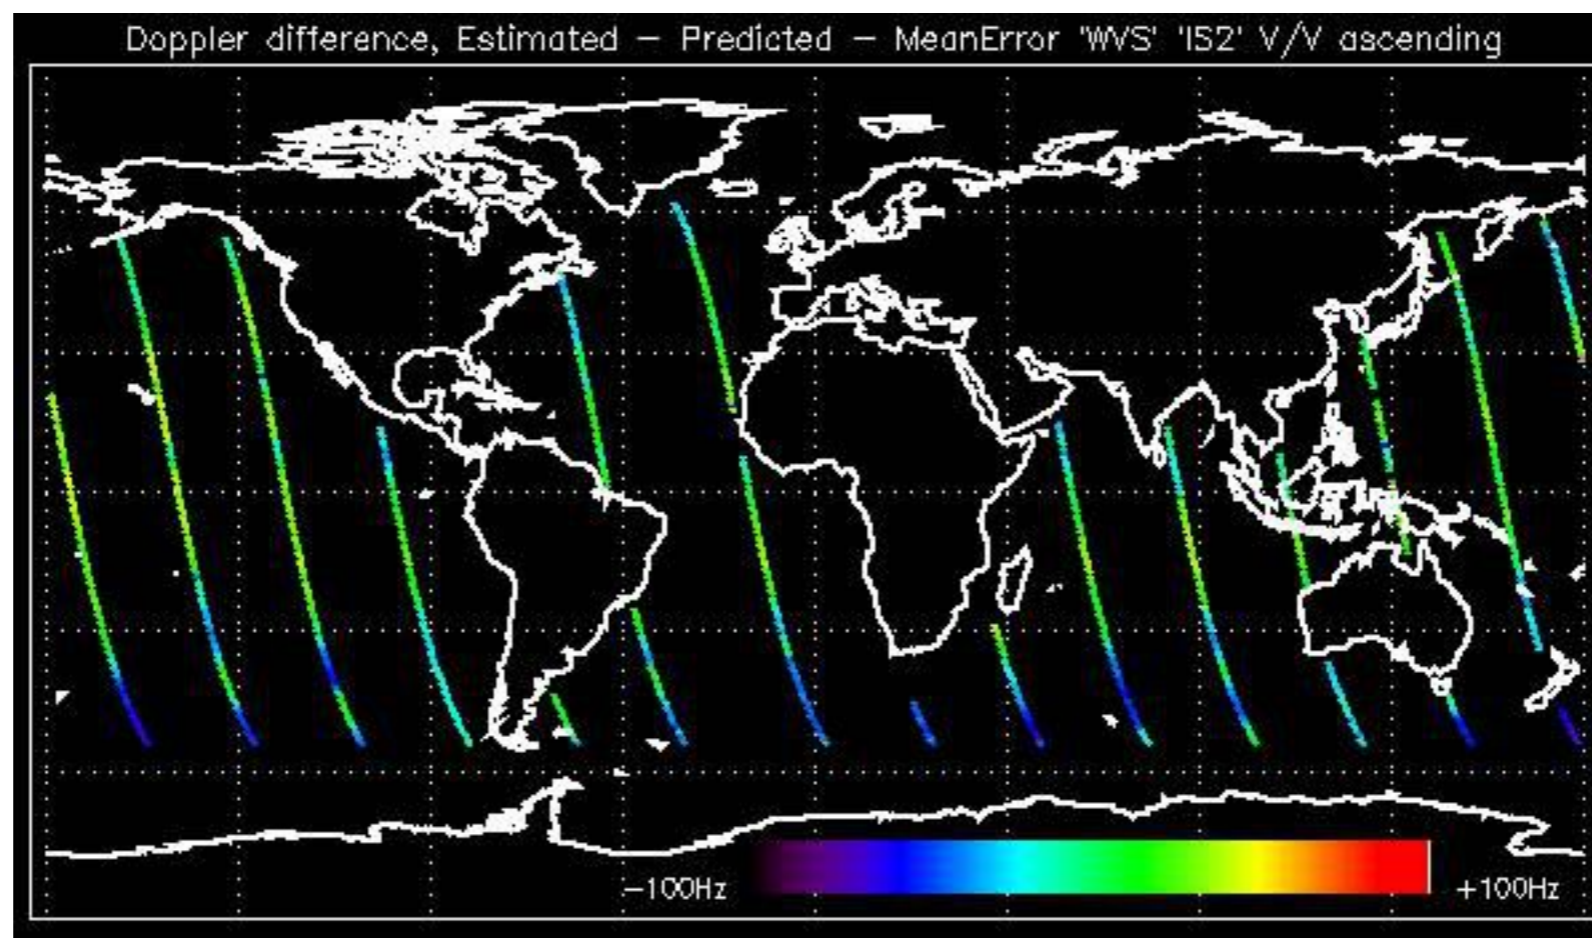 Doppler difference, Estimated – Predicted – MeanError 'WVS' 'IS2' V/V ascending
–100Hz
+100Hz